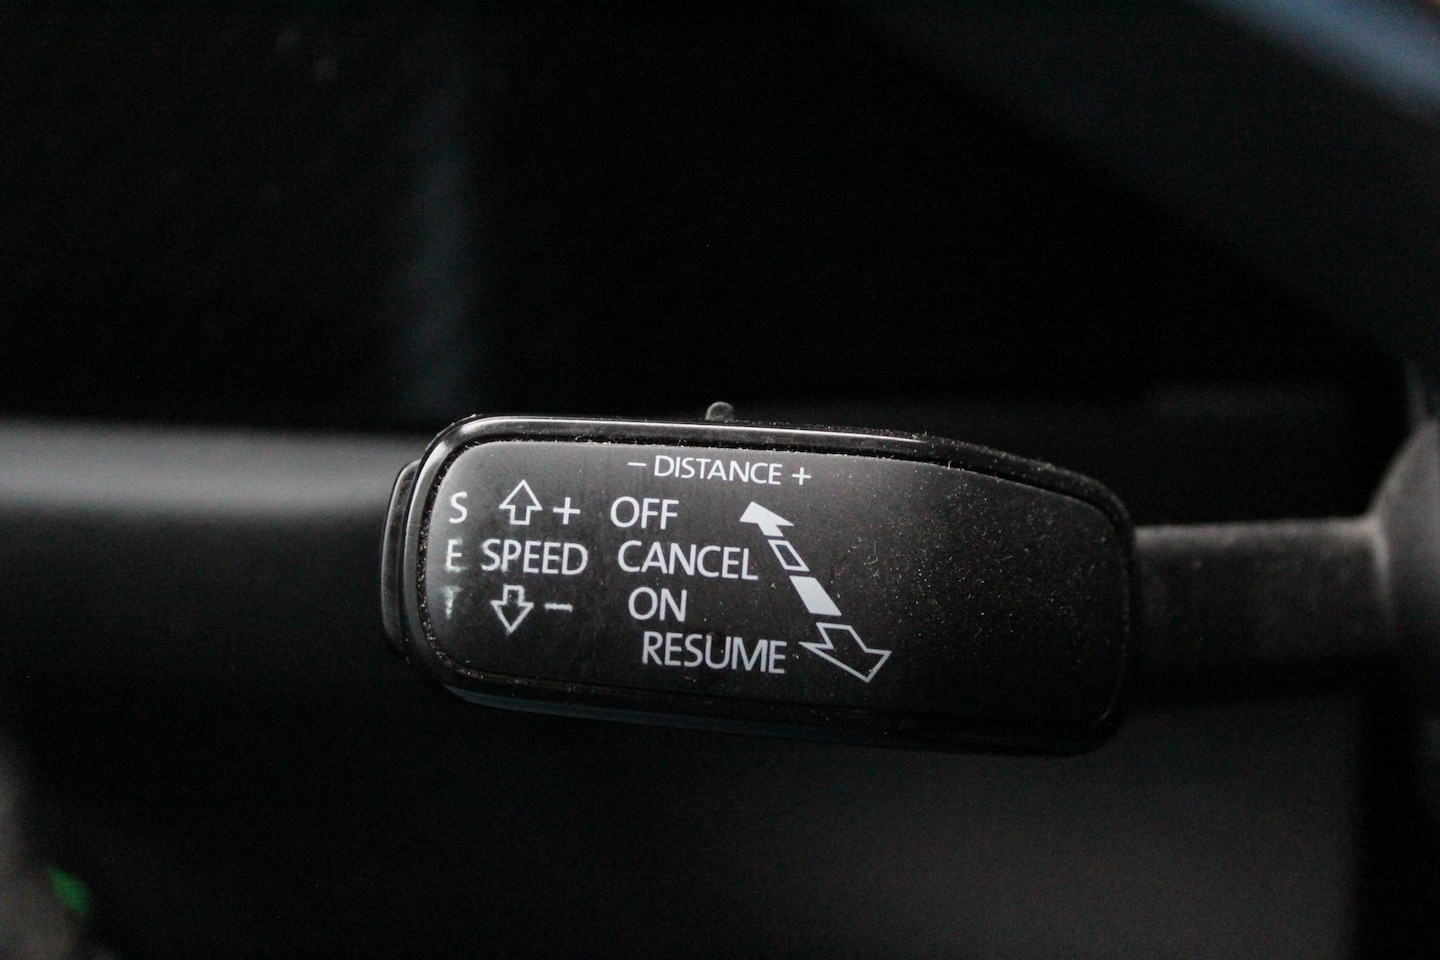 − DISTANCE +
S + OFF
E SPEED CANCEL
T − ON
RESUME